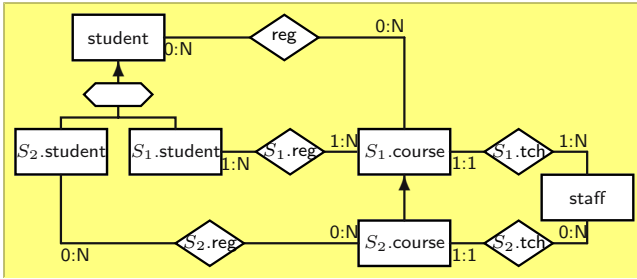 student
0:N
reg
0:N
S₂.student
S₁.student
1:N
S₁.reg
1:N
S₁.course
1:1
S₁.tch
1:N
staff
0:N
S₂.reg
0:N
S₂.course
1:1
S₂.tch
0:N